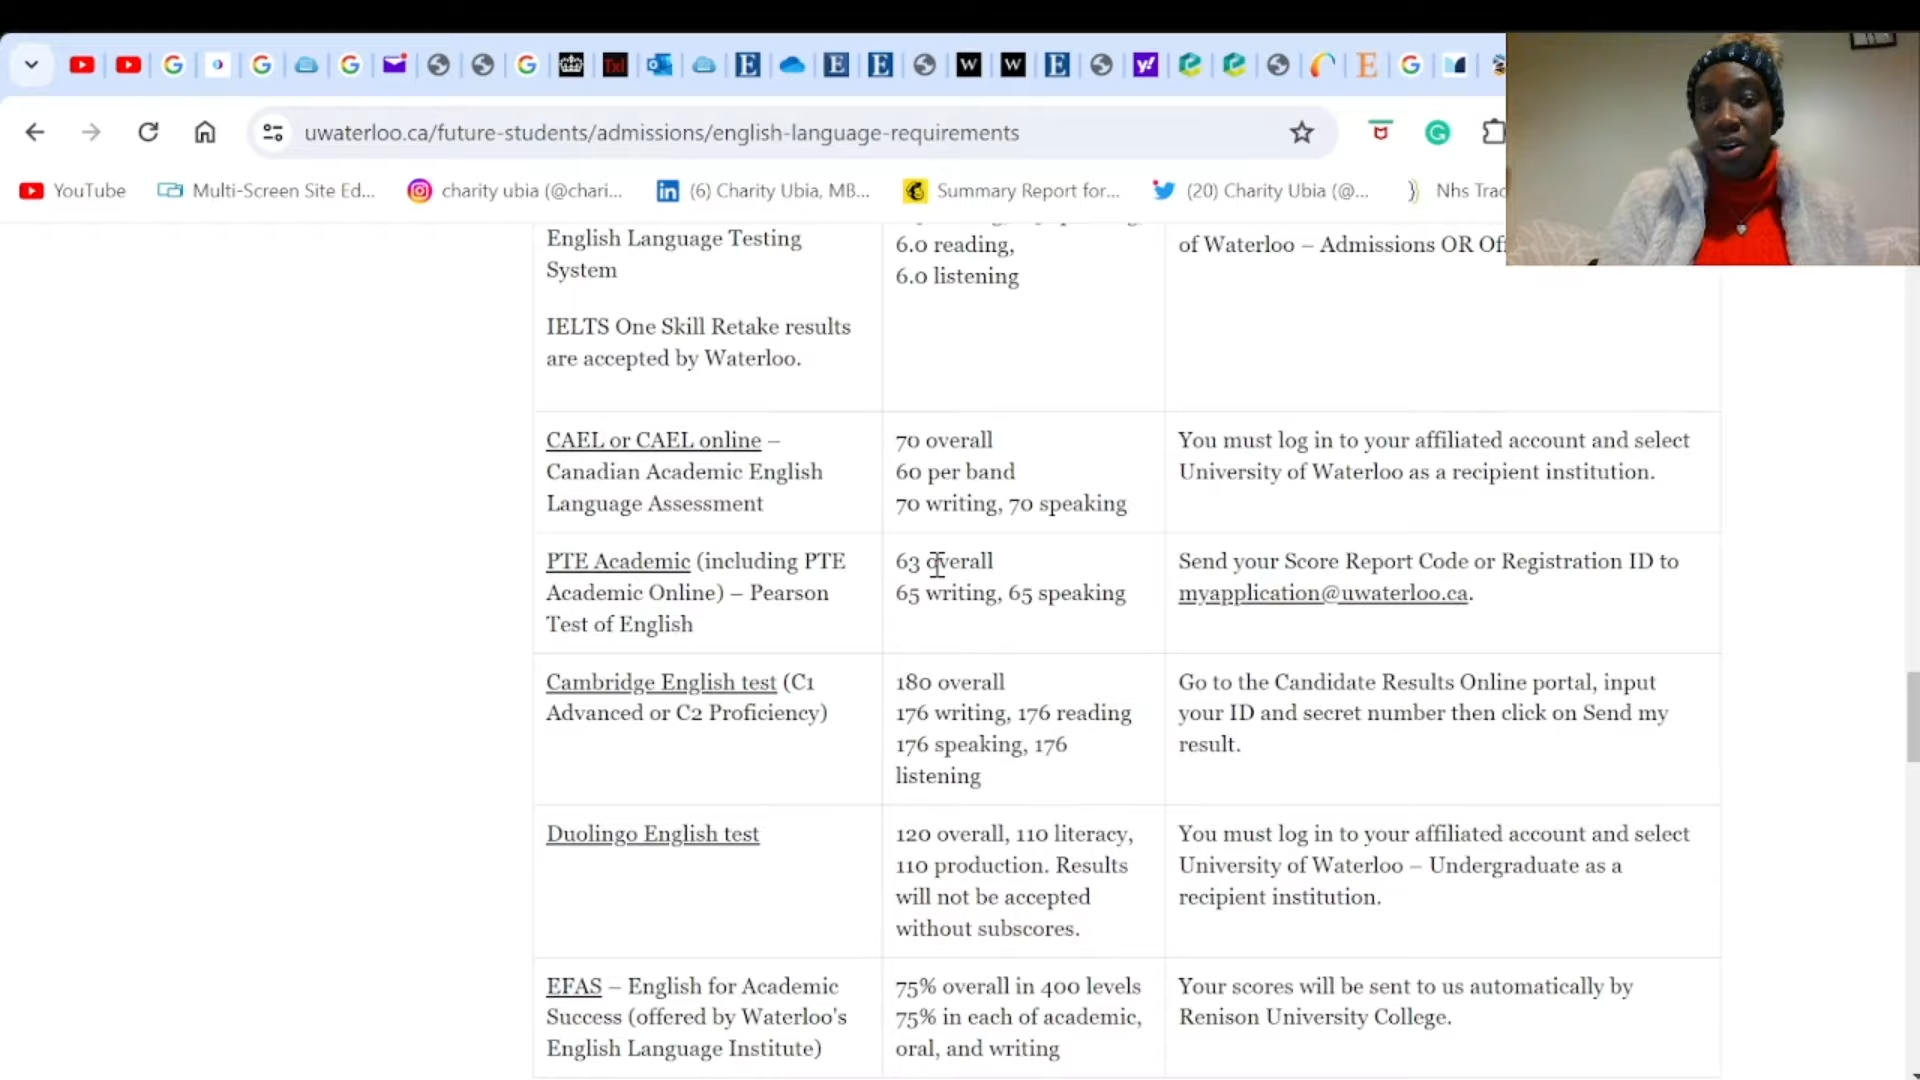 uwaterloo.ca/future-students/admissions/english-language-requirements
YouTube
Multi-Screen Site Ed...
charity ubia (@chari...
(6) Charity Ubia, MB...
Summary Report for...
(20) Charity Ubia (@...
Nhs Trac
English Language Testing
System
IELTS One Skill Retake results
are accepted by Waterloo.
6.0 reading,
6.0 listening
of Waterloo – Admissions OR Of
CAEL or CAEL online –
Canadian Academic English
Language Assessment
70 overall
60 per band
70 writing, 70 speaking
You must log in to your affiliated account and select
University of Waterloo as a recipient institution.
PTE Academic (including PTE
Academic Online) – Pearson
Test of English
63 overall
65 writing, 65 speaking
Send your Score Report Code or Registration ID to
myapplication@uwaterloo.ca.
Cambridge English test (C1
Advanced or C2 Proficiency)
180 overall
176 writing, 176 reading
176 speaking, 176
listening
Go to the Candidate Results Online portal, input
your ID and secret number then click on Send my
result.
Duolingo English test
120 overall, 110 literacy,
110 production. Results
will not be accepted
without subscores.
You must log in to your affiliated account and select
University of Waterloo – Undergraduate as a
recipient institution.
EFAS – English for Academic
Success (offered by Waterloo's
English Language Institute)
75% overall in 400 levels
75% in each of academic,
oral, and writing
Your scores will be sent to us automatically by
Renison University College.